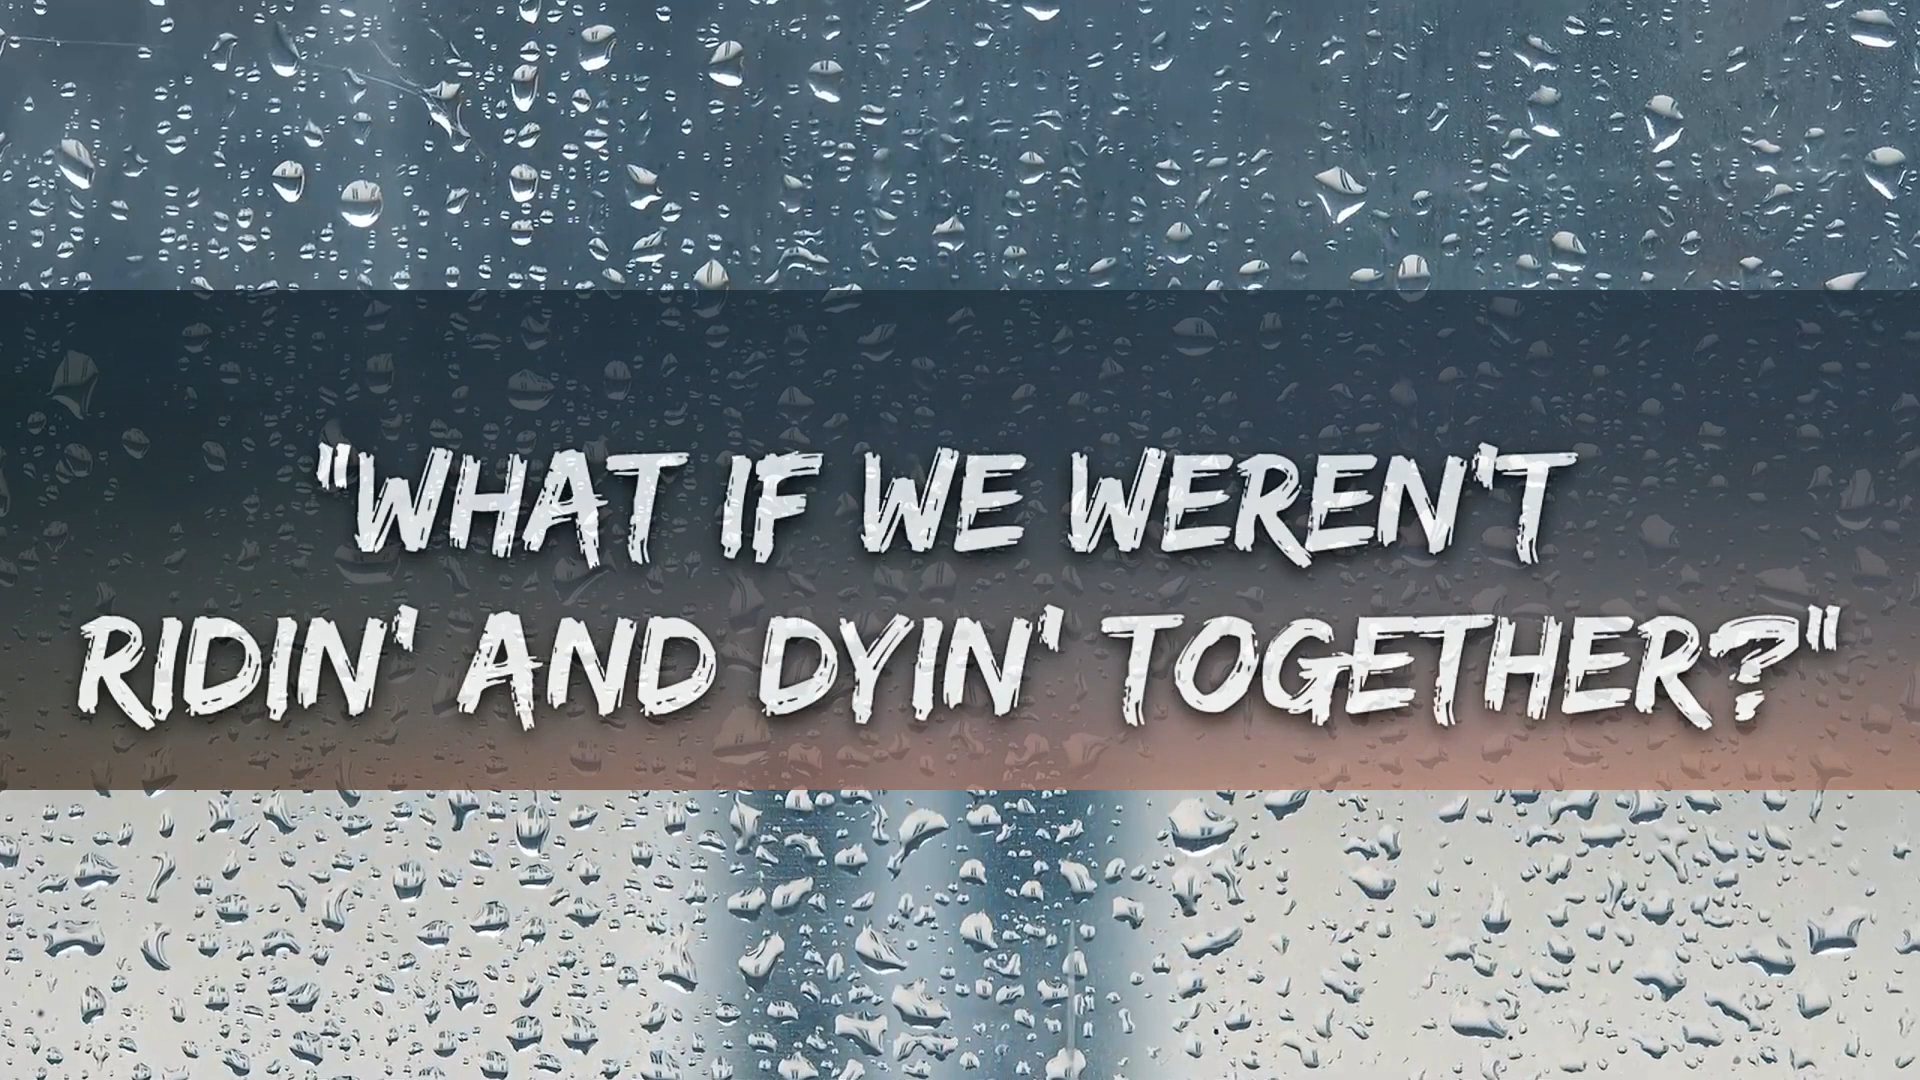 "WHAT IF WE WEREN'T
RIDIN' AND DYIN' TOGETHER?"